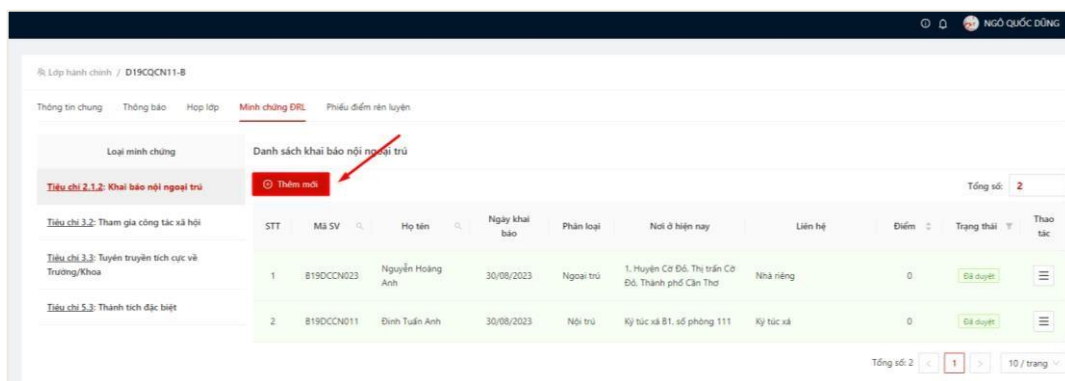 NGÔ QUỐC DŨNG
Lớp hành chính / D19CQCN11-B
Thông tin chung Thông báo Họp lớp Minh chứng ĐRL Phiếu điểm rèn luyện
Loại minh chứng
Tiêu chí 2.1.2: Khai báo nội ngoại trú
Tiêu chí 3.2: Tham gia công tác xã hội
Tiêu chí 3.3: Tuyên truyền tích cực về
Trường/Khoa
Tiêu chí 5.3: Thành tích đặc biệt
Danh sách khai báo nội ngoại trú
Thêm mới
Tổng số: 2
STT Mã SV Họ tên Ngày khai báo Phân loại Nơi ở hiện nay Liên hệ Điểm Trạng thái Thao tác
1 B19DCCN023 Nguyễn Hoàng Anh 30/08/2023 Ngoại trú 1, Huyện Cờ Đỏ, Thị trấn Cờ Đỏ, Thành phố Cần Thơ Nhà riêng 0 Đã duyệt
2 B19DCCN011 Đinh Tuấn Anh 30/08/2023 Nội trú Ký túc xá B1, số phòng 111 Ký túc xá 0 Đã duyệt
Tổng số: 2 < 1 > 10 / trang